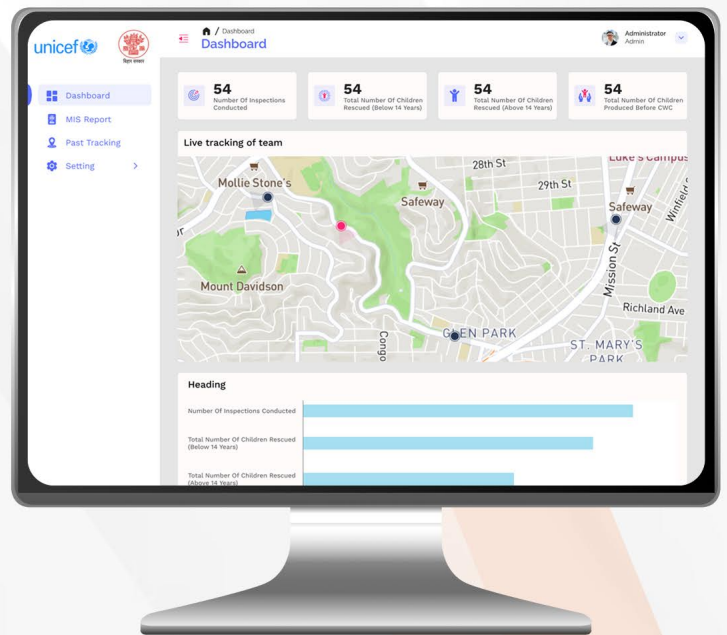 unicef
बिहार सरकार
Dashboard
MIS Report
Past Tracking
Setting
/ Dashboard
Dashboard
Administrator
Admin
54
Number Of Inspections
Conducted
54
Total Number Of Children
Rescued (Below 14 Years)
54
Total Number Of Children
Rescued (Above 14 Years)
54
Total Number Of Children
Produced Before CWC
Live tracking of team
Mollie Stone's
Safeway
28th St
29th St
Luke's Campus
Safeway
Winfield S
Mount Davidson
Mission St
Richland Ave
Congo
GLEN PARK
ST. MARY'S
PARK
Heading
Number Of Inspections Conducted
Total Number Of Children Rescued
(Below 14 Years)
Total Number Of Children Rescued
(Above 14 Years)